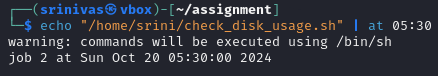 ┌──(srinivas㉿vbox)-[~/assignment]
└─$ echo "/home/srini/check_disk_usage.sh" | at 05:30
warning: commands will be executed using /bin/sh
job 2 at Sun Oct 20 05:30:00 2024